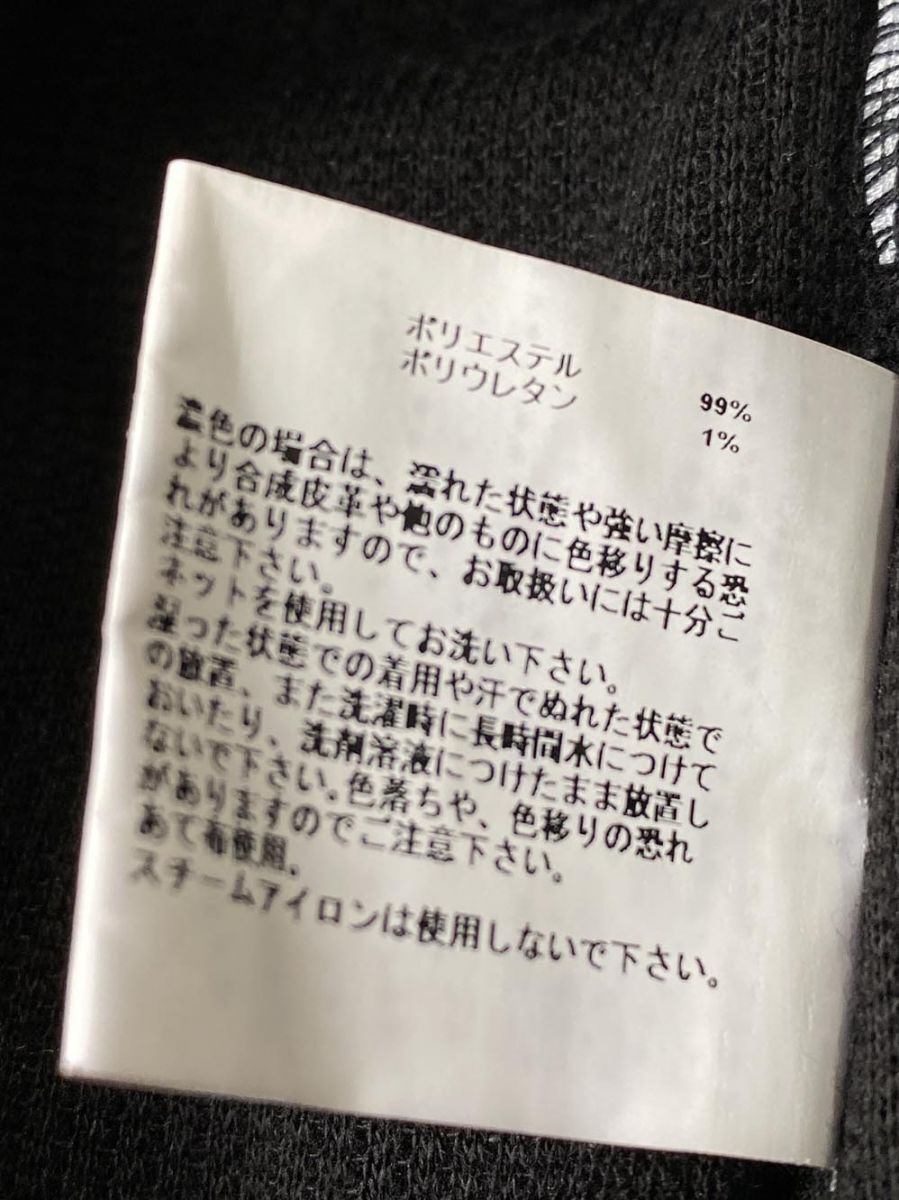 ポリエステル 99%
ポリウレタン 1%
濃色の場合は、濡れた状態や強い摩擦に
より合成皮革や他のものに色移りする恐
れがありますので、お取扱いには十分ご
注意下さい。
ネットを使用してお洗い下さい。
湿った状態での着用や汗でぬれた状態で
の放置、また洗濯時に長時間水につけて
おいたり、洗剤溶液につけたまま放置し
ないで下さい。色落ちや、色移りの恐れ
がありますのでご注意下さい。
あて布使用。
スチームアイロンは使用しないで下さい。